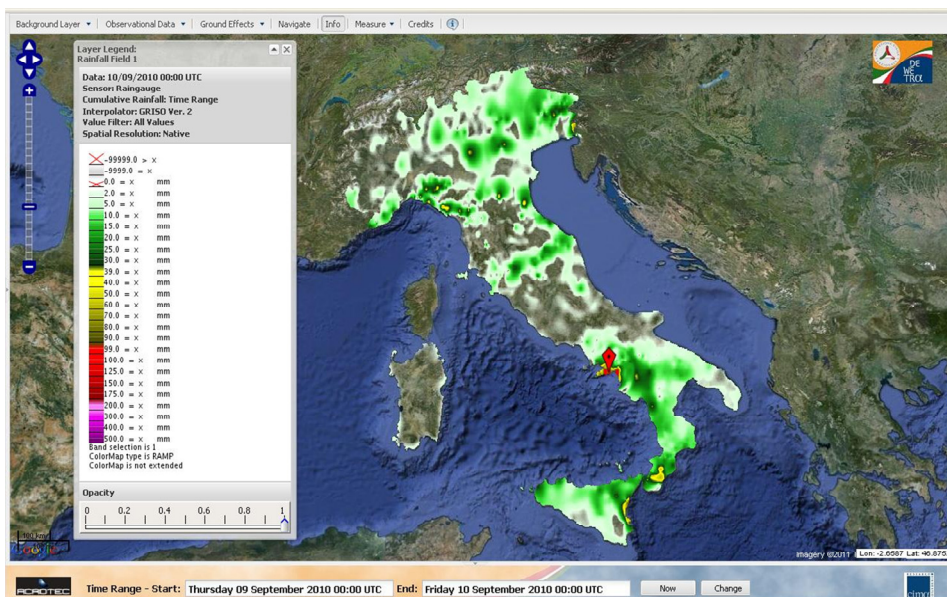 Background Layer Observational Data Ground Effects Navigate Info Measure Credits
Layer Legend:
Rainfall Field 1
Data: 10/09/2010 00:00 UTC
Sensor: Raingauge
Cumulative Rainfall: Time Range
Interpolator: GRISO Ver. 2
Value Filter: All Values
Spatial Resolution: Native
-99999.0 > x
-9999.0 = x
0.0 = x mm
2.0 = x mm
5.0 = x mm
10.0 = x mm
15.0 = x mm
20.0 = x mm
25.0 = x mm
30.0 = x mm
39.0 = x mm
40.0 = x mm
50.0 = x mm
60.0 = x mm
70.0 = x mm
80.0 = x mm
90.0 = x mm
99.0 = x mm
100.0 = x mm
125.0 = x mm
150.0 = x mm
175.0 = x mm
200.0 = x mm
300.0 = x mm
400.0 = x mm
500.0 = x mm
Band selection is 1
ColorMap type is RAMP
ColorMap is not extended
Opacity
0 0.2 0.4 0.6 0.8 1
DE
WE
TRA
100 km
Imagery ©2011
Lon: -2.6587 Lat: 46.876
ACROTEC
Time Range - Start: Thursday 09 September 2010 00:00 UTC End: Friday 10 September 2010 00:00 UTC Now Change
cima